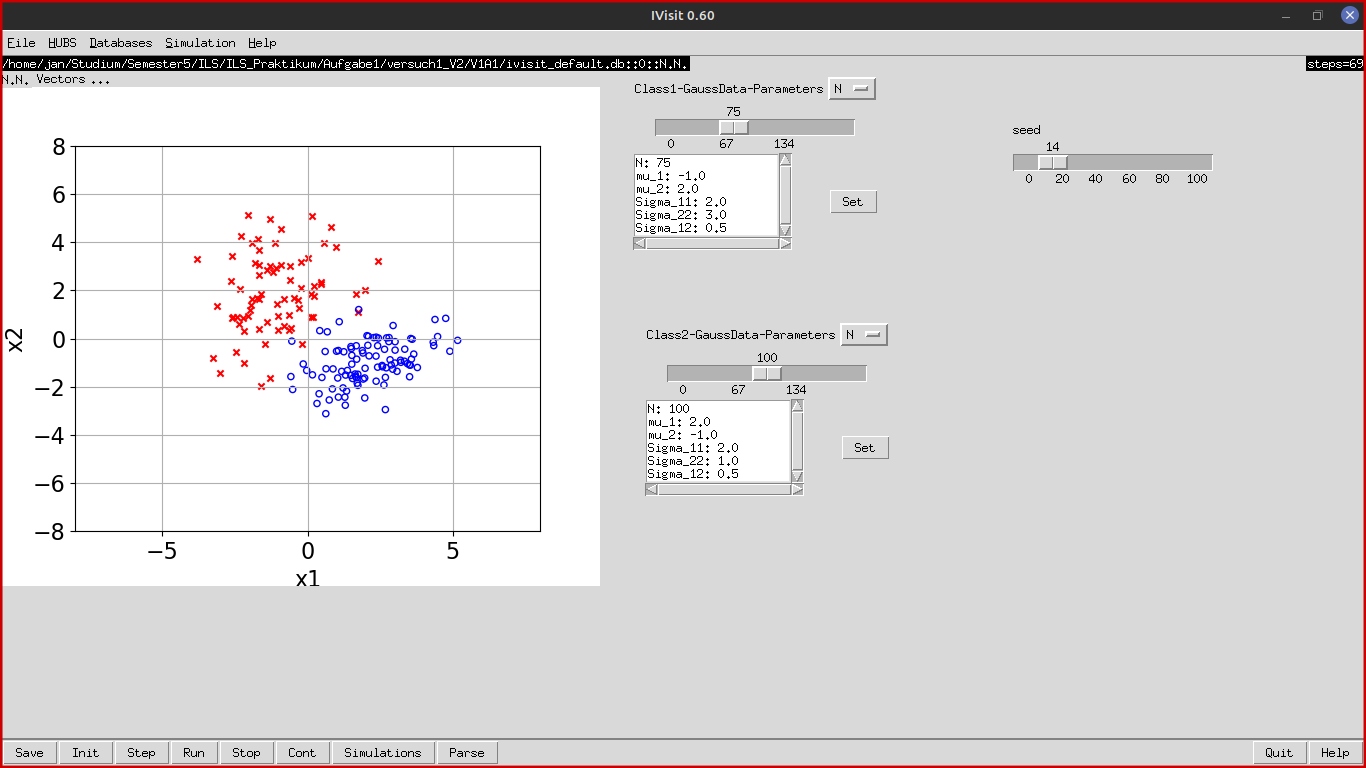 IVisit 0.60
File HUBS Databases Simulation Help
/home/jan/Studium/Semester5/ILS/ILS_Praktikum/Aufgabe1/versuch1_V2/V1A1/ivisit_default.db::0::N.N. steps=69
N.N. Vectors ...
8
6
4
2
0
−2
−4
−6
−8
−5 0 5
x1
x2
Class1-GaussData-Parameters N
75
0 67 134
N: 75
mu_1: -1.0
mu_2: 2.0
Sigma_11: 2.0
Sigma_22: 3.0
Sigma_12: 0.5
Set
seed
14
0 20 40 60 80 100
Class2-GaussData-Parameters N
100
0 67 134
N: 100
mu_1: 2.0
mu_2: -1.0
Sigma_11: 2.0
Sigma_22: 1.0
Sigma_12: 0.5
Set
Save Init Step Run Stop Cont Simulations Parse Quit Help